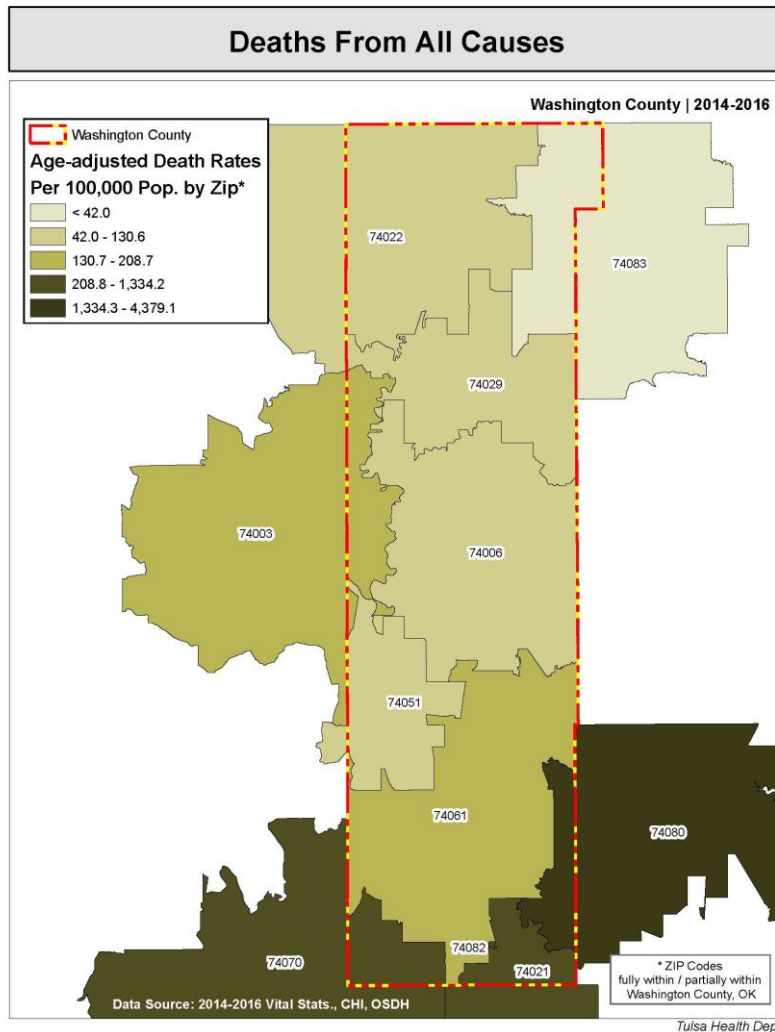 Deaths From All Causes
Washington County | 2014-2016
Washington County
Age-adjusted Death Rates
Per 100,000 Pop. by Zip*
< 42.0
42.0 - 130.6
130.7 - 208.7
208.8 - 1,334.2
1,334.3 - 4,379.1
74022
74083
74029
74003
74006
74051
74061
74080
74082
74070
74021
* ZIP Codes
fully within / partially within
Washington County, OK
Data Source: 2014-2016 Vital Stats., CHI, OSDH
Tulsa Health Dep